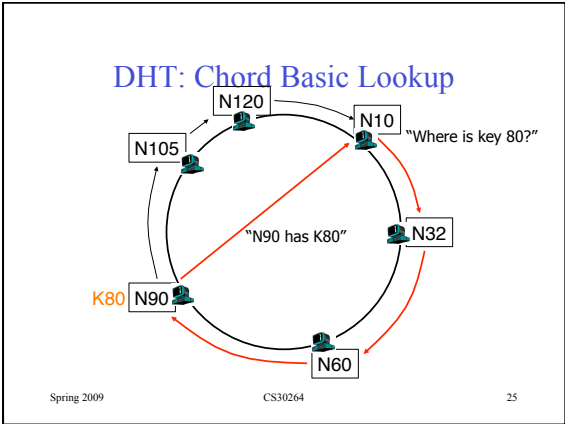 DHT: Chord Basic Lookup
N120
N10
"Where is key 80?"
N105
N32
"N90 has K80"
K80 N90
N60
Spring 2009 CS30264 25